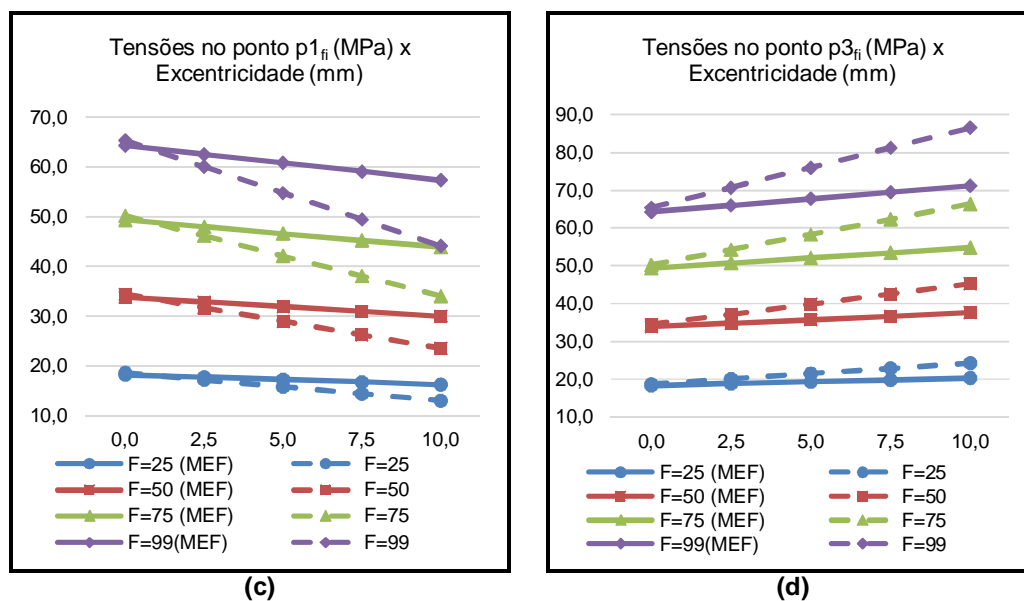 Tensões no ponto p1fi (MPa) x
Excentricidade (mm)
70,0
60,0
50,0
40,0
30,0
20,0
10,0
0,0 2,5 5,0 7,5 10,0
F=25 (MEF) F=25
F=50 (MEF) F=50
F=75 (MEF) F=75
F=99(MEF) F=99
(c)
Tensões no ponto p3fi (MPa) x
Excentricidade (mm)
90,0
80,0
70,0
60,0
50,0
40,0
30,0
20,0
10,0
0,0 2,5 5,0 7,5 10,0
F=25 (MEF) F=25
F=50 (MEF) F=50
F=75 (MEF) F=75
F=99(MEF) F=99
(d)